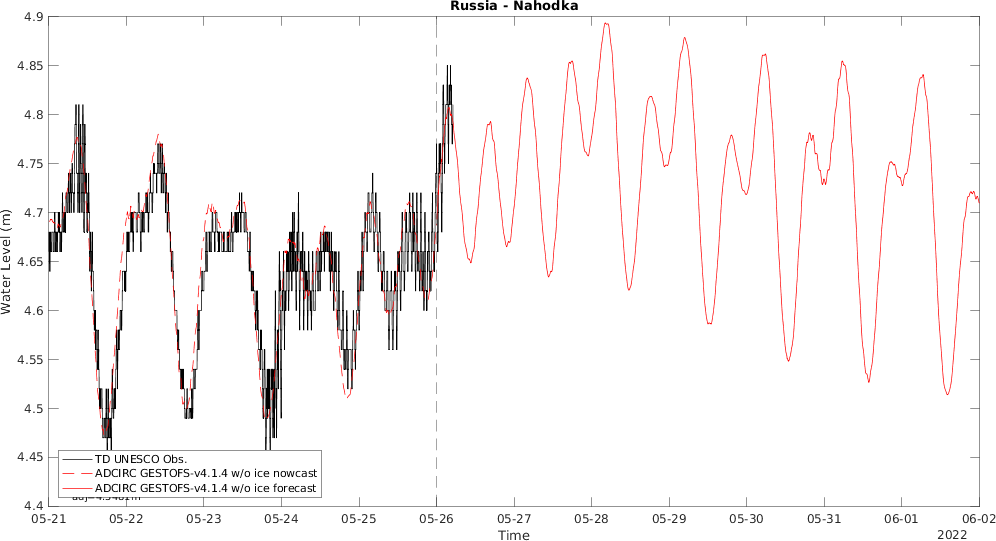 Russia - Nahodka
4.9
4.85
4.8
4.75
4.7
4.65
4.6
4.55
4.5
4.45
4.4
Water Level (m)
TD UNESCO Obs.
ADCIRC GESTOFS-v4.1.4 w/o ice nowcast
ADCIRC GESTOFS-v4.1.4 w/o ice forecast
05-21 05-22 05-23 05-24 05-25 05-26 05-27 05-28 05-29 05-30 05-31 06-01 06-02
Time
2022